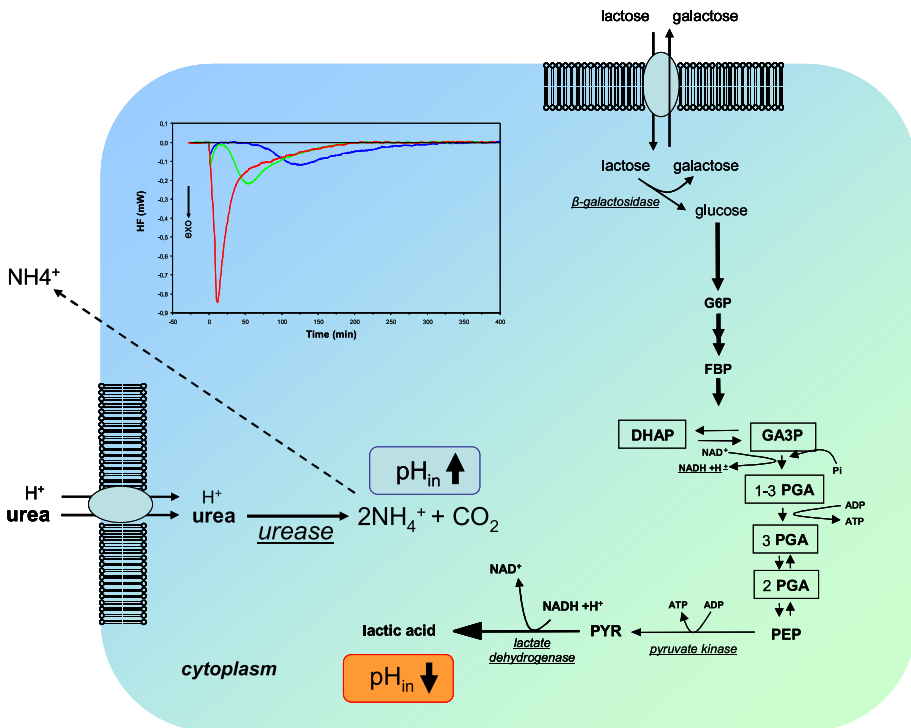 lactose galactose
lactose galactose
β-galactosidase
glucose
0,1
0,0
-0,1
-0,2
-0,3
-0,4
-0,5
-0,6
-0,7
-0,8
-0,9
HF (mW)
exo
-50 0 50 100 150 200 250 300 350 400
Time (min)
G6P
FBP
DHAP GA3P
NAD⁺
NADH +H⁺
Pi
1-3 PGA
ADP
ATP
3 PGA
2 PGA
PEP
ATP ADP
pyruvate kinase
PYR
NAD⁺
NADH +H⁺
lactate
dehydrogenase
lactic acid
pHin
NH4⁺
H⁺
urea
H⁺
urea
urease
2NH₄⁺ + CO₂
pHin
cytoplasm